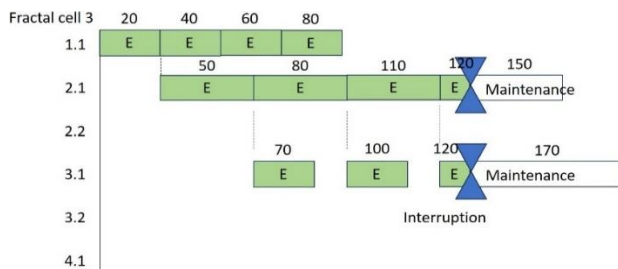 Fractal cell 3 20 40 60 80
1.1 E E E E
50 80 110 120 150
2.1 E E E E Maintenance
2.2
70 100 120 170
3.1 E E E Maintenance
3.2 Interruption
4.1